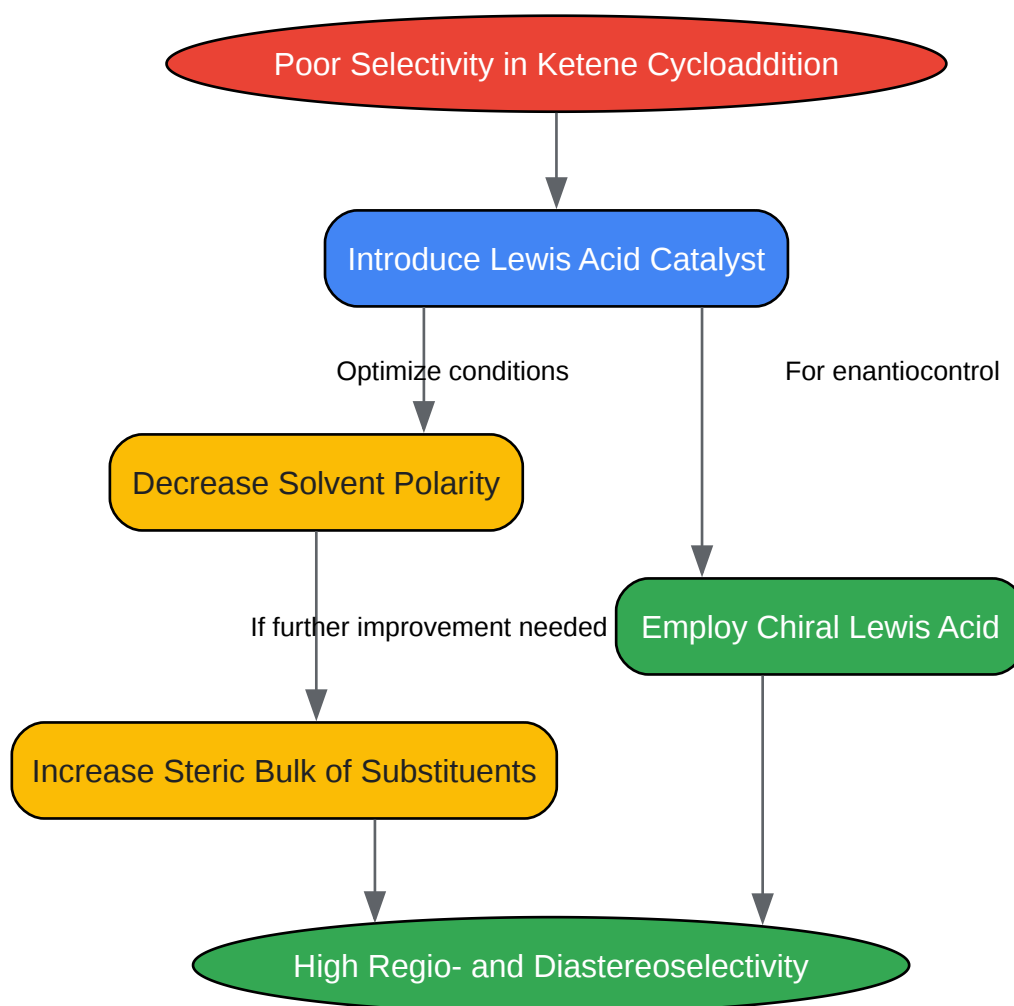 Poor Selectivity in Ketene Cycloaddition
Introduce Lewis Acid Catalyst
Optimize conditions
For enantiocontrol
Decrease Solvent Polarity
If further improvement needed
Employ Chiral Lewis Acid
Increase Steric Bulk of Substituents
High Regio- and Diastereoselectivity